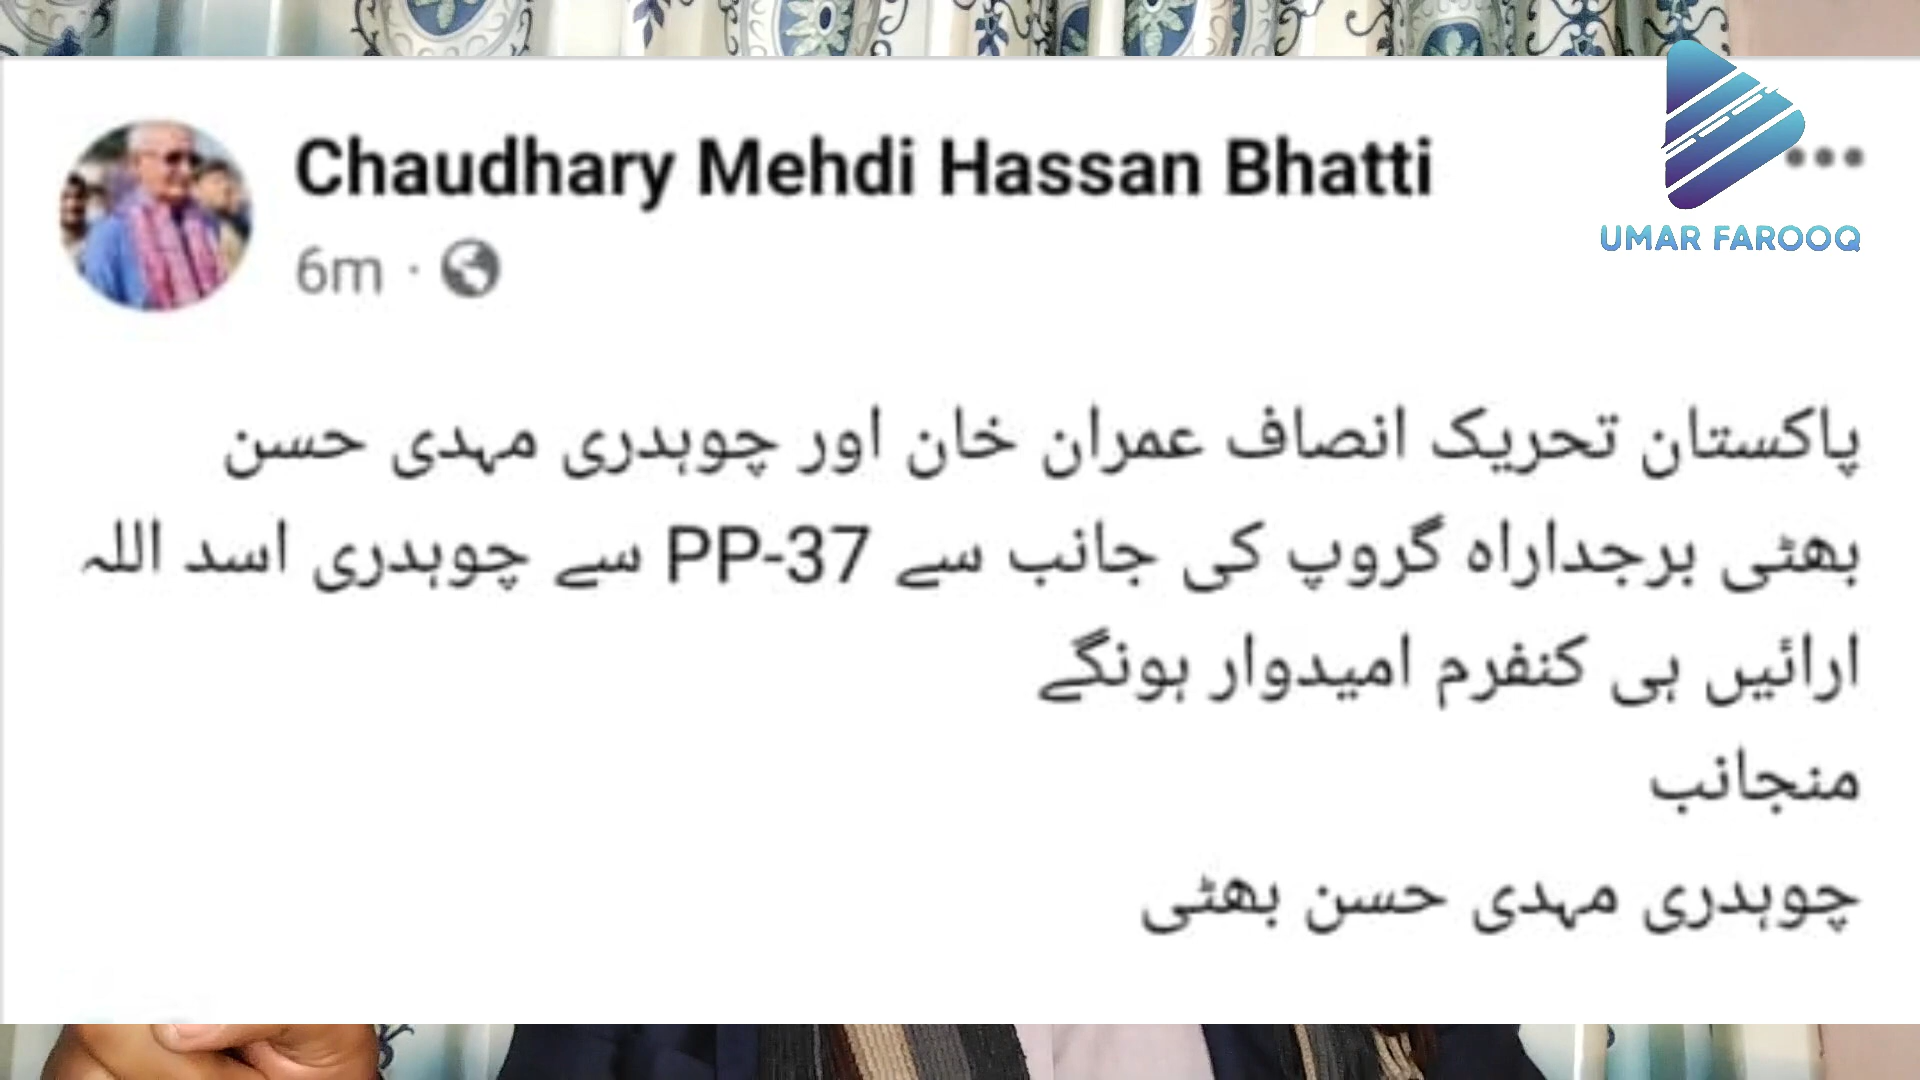 Chaudhary Mehdi Hassan Bhatti
6m
UMAR FAROOQ
پاکستان تحریک انصاف عمران خان اور چوہدری مہدی حسن
بھٹی برجداراہ گروپ کی جانب سے PP-37 سے چوہدری اسد اللہ
ارائیں ہی کنفرم امیدوار ہونگے
منجانب
چوہدری مہدی حسن بھٹی